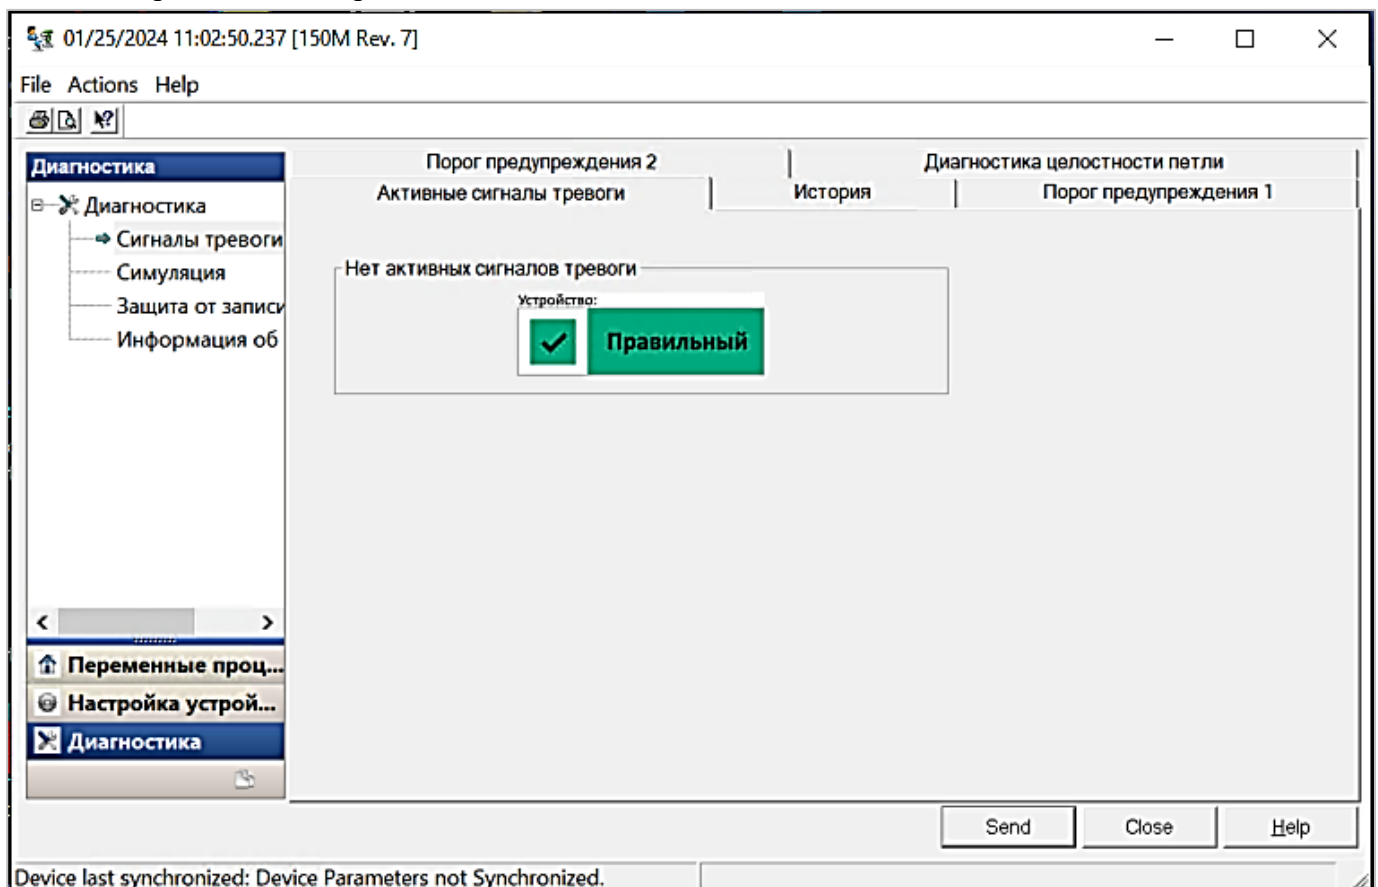 01/25/2024 11:02:50.237 [150M Rev. 7]
File Actions Help
Диагностика
Порог предупреждения 2
Диагностика целостности петли
Активные сигналы тревоги
История
Порог предупреждения 1
Диагностика
Сигналы тревоги
Симуляция
Защита от записи
Информация об
Нет активных сигналов тревоги
Устройство:
Правильный
Переменные проц...
Настройка устрой...
Диагностика
Send
Close
Help
Device last synchronized: Device Parameters not Synchronized.